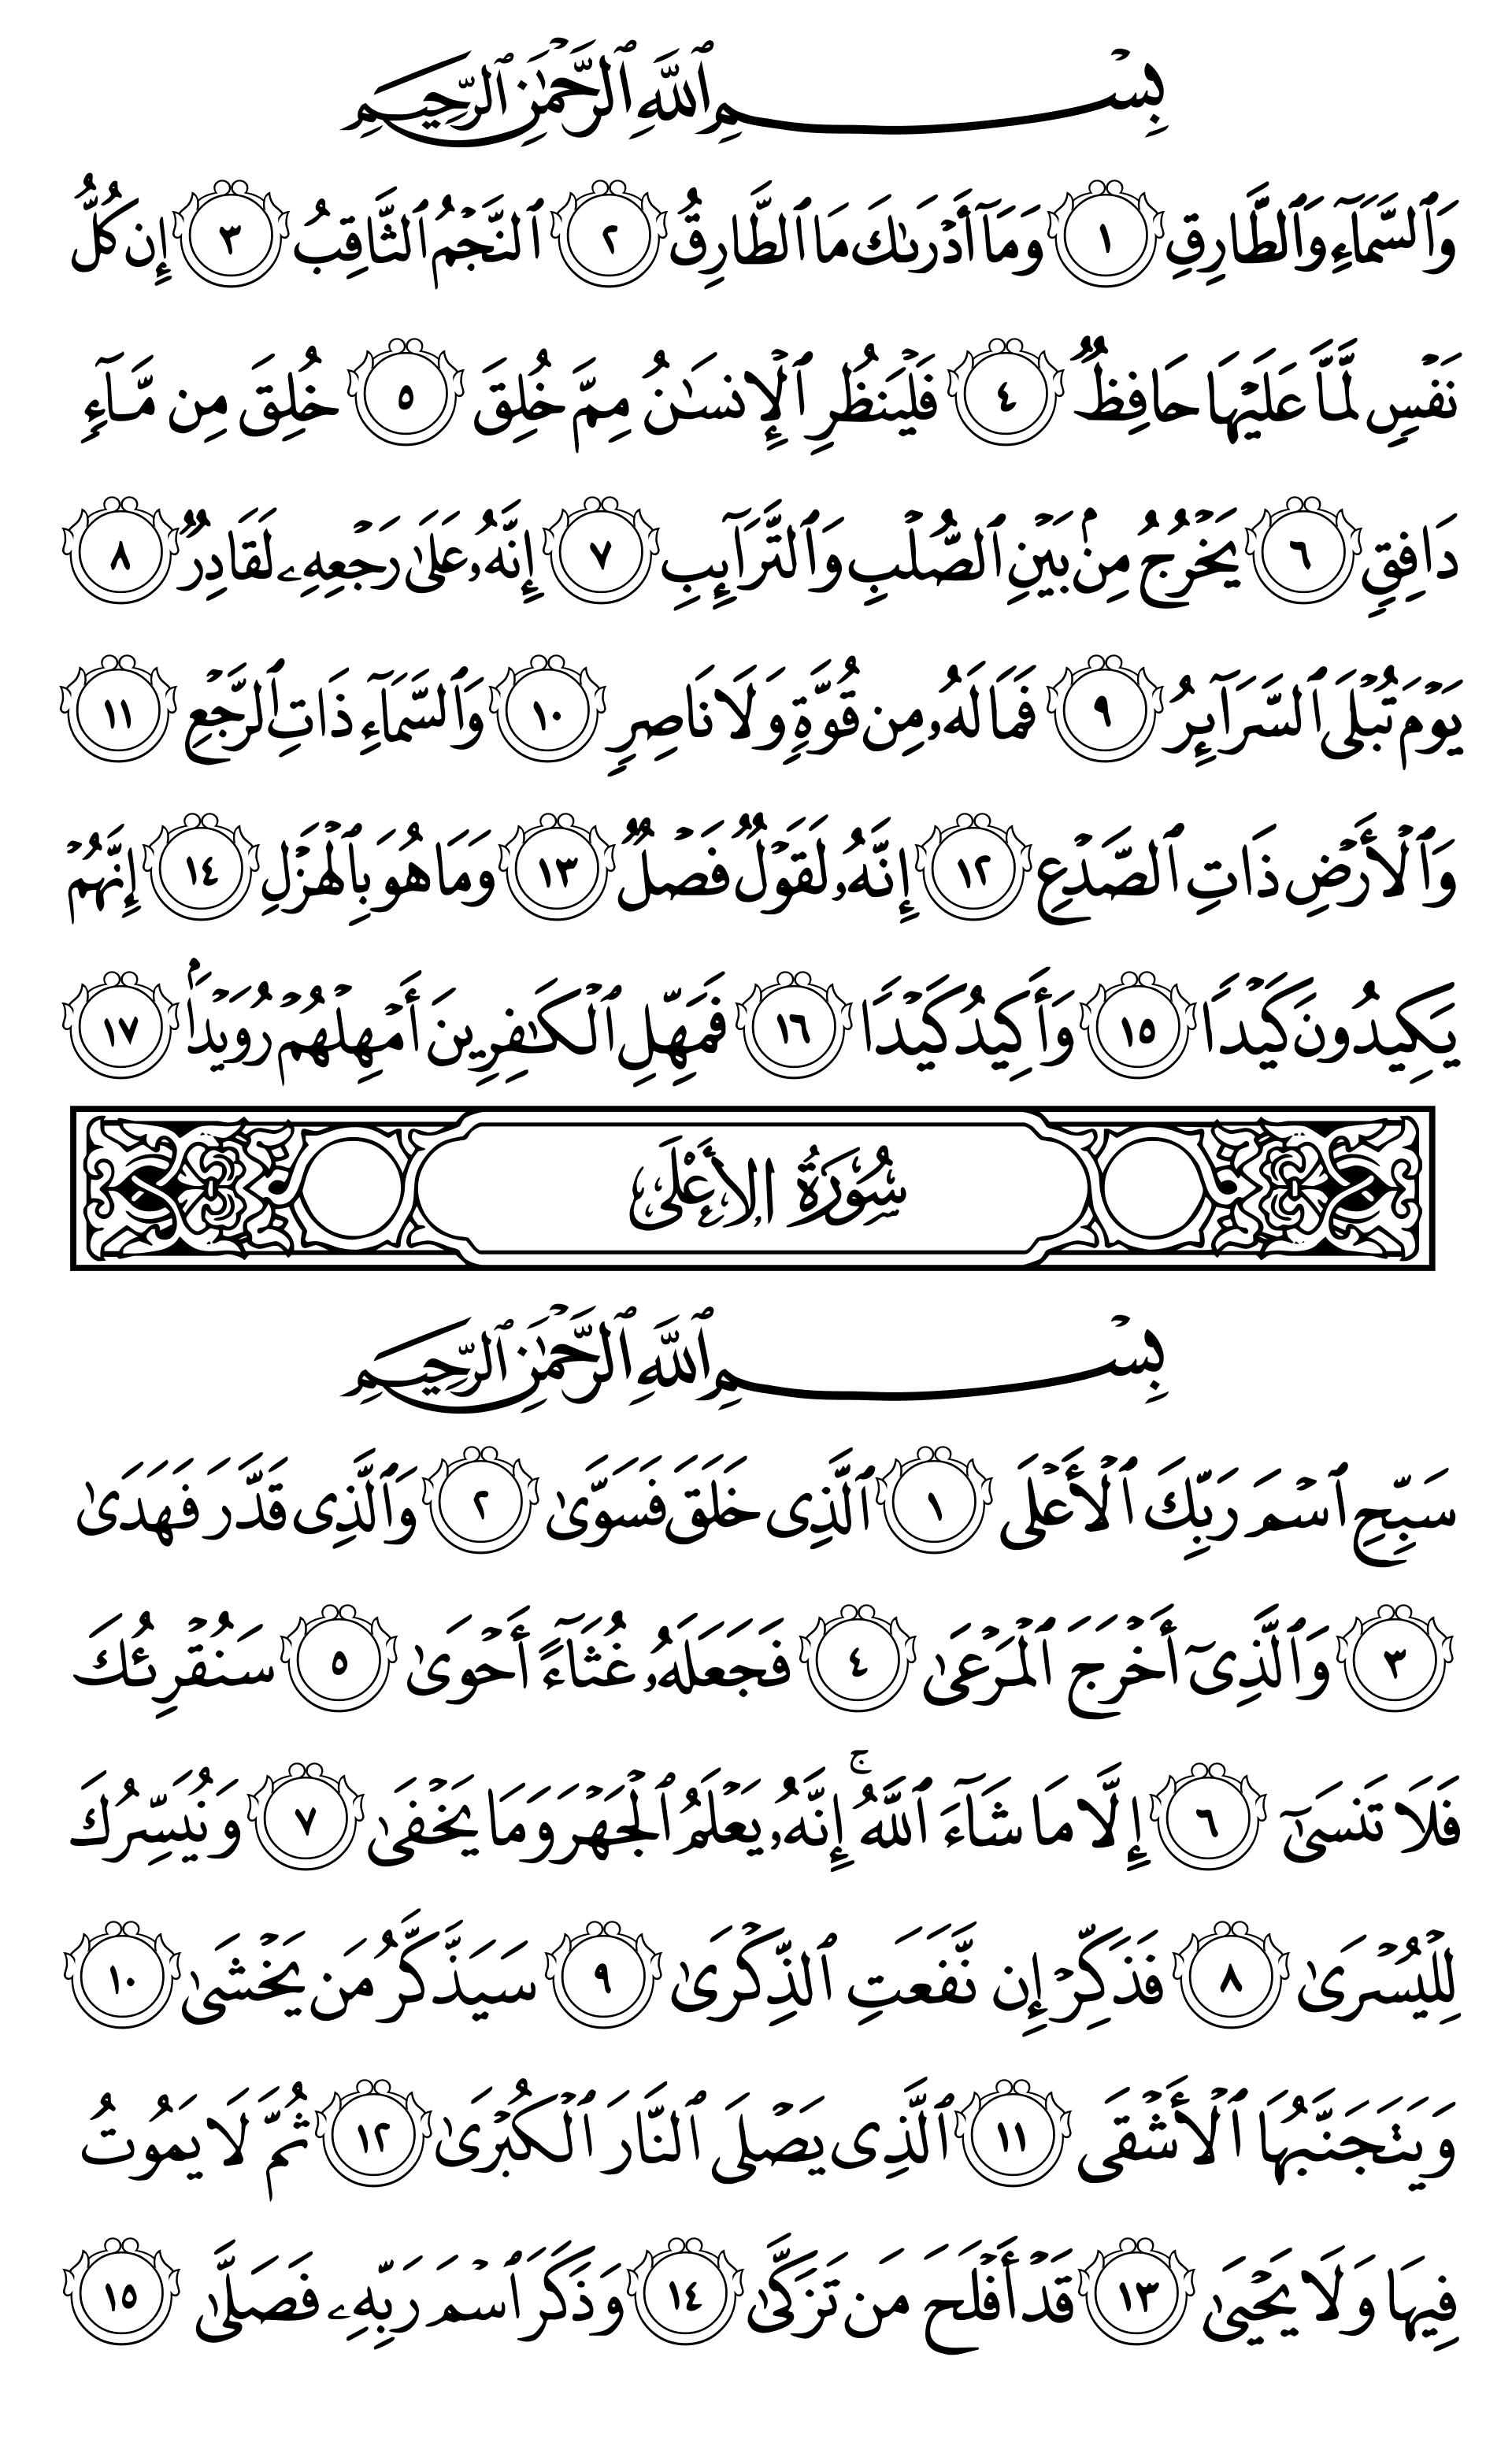 بِسْمِ ٱللَّهِ ٱلرَّحْمَٰنِ ٱلرَّحِيمِ
وَٱلسَّمَآءِ وَٱلطَّارِقِ ١ وَمَآ أَدْرَىٰكَ مَا ٱلطَّارِقُ ٢ ٱلنَّجْمُ ٱلثَّاقِبُ ٣ إِن كُلُّ
نَفْسٍ لَّمَّا عَلَيْهَا حَافِظٌ ٤ فَلْيَنظُرِ ٱلْإِنسَـٰنُ مِمَّ خُلِقَ ٥ خُلِقَ مِن مَّآءٍ
دَافِقٍ ٦ يَخْرُجُ مِنۢ بَيْنِ ٱلصُّلْبِ وَٱلتَّرَآئِبِ ٧ إِنَّهُۥ عَلَىٰ رَجْعِهِۦ لَقَادِرٌ ٨
يَوْمَ تُبْلَى ٱلسَّرَآئِرُ ٩ فَمَا لَهُۥ مِن قُوَّةٍ وَلَا نَاصِرٍ ١٠ وَٱلسَّمَآءِ ذَاتِ ٱلرَّجْعِ ١١
وَٱلْأَرْضِ ذَاتِ ٱلصَّدْعِ ١٢ إِنَّهُۥ لَقَوْلٌ فَصْلٌ ١٣ وَمَا هُوَ بِٱلْهَزْلِ ١٤ إِنَّهُمْ
يَكِيدُونَ كَيْدًا ١٥ وَأَكِيدُ كَيْدًا ١٦ فَمَهِّلِ ٱلْكَـٰفِرِينَ أَمْهِلْهُمْ رُوَيْدًۢا ١٧
سُورَةُ الأَعْلَى
بِسْمِ ٱللَّهِ ٱلرَّحْمَٰنِ ٱلرَّحِيمِ
سَبِّحِ ٱسْمَ رَبِّكَ ٱلْأَعْلَى ١ ٱلَّذِى خَلَقَ فَسَوَّىٰ ٢ وَٱلَّذِى قَدَّرَ فَهَدَىٰ
٣ وَٱلَّذِىٓ أَخْرَجَ ٱلْمَرْعَىٰ ٤ فَجَعَلَهُۥ غُثَآءً أَحْوَىٰ ٥ سَنُقْرِئُكَ
فَلَا تَنسَىٰٓ ٦ إِلَّا مَا شَآءَ ٱللَّهُ ۚ إِنَّهُۥ يَعْلَمُ ٱلْجَهْرَ وَمَا يَخْفَىٰ ٧ وَنُيَسِّرُكَ
لِلْيُسْرَىٰ ٨ فَذَكِّرْ إِن نَّفَعَتِ ٱلذِّكْرَىٰ ٩ سَيَذَّكَّرُ مَن يَخْشَىٰ ١٠
وَيَتَجَنَّبُهَا ٱلْأَشْقَى ١١ ٱلَّذِى يَصْلَى ٱلنَّارَ ٱلْكُبْرَىٰ ١٢ ثُمَّ لَا يَمُوتُ
فِيهَا وَلَا يَحْيَىٰ ١٣ قَدْ أَفْلَحَ مَن تَزَكَّىٰ ١٤ وَذَكَرَ ٱسْمَ رَبِّهِۦ فَصَلَّىٰ ١٥